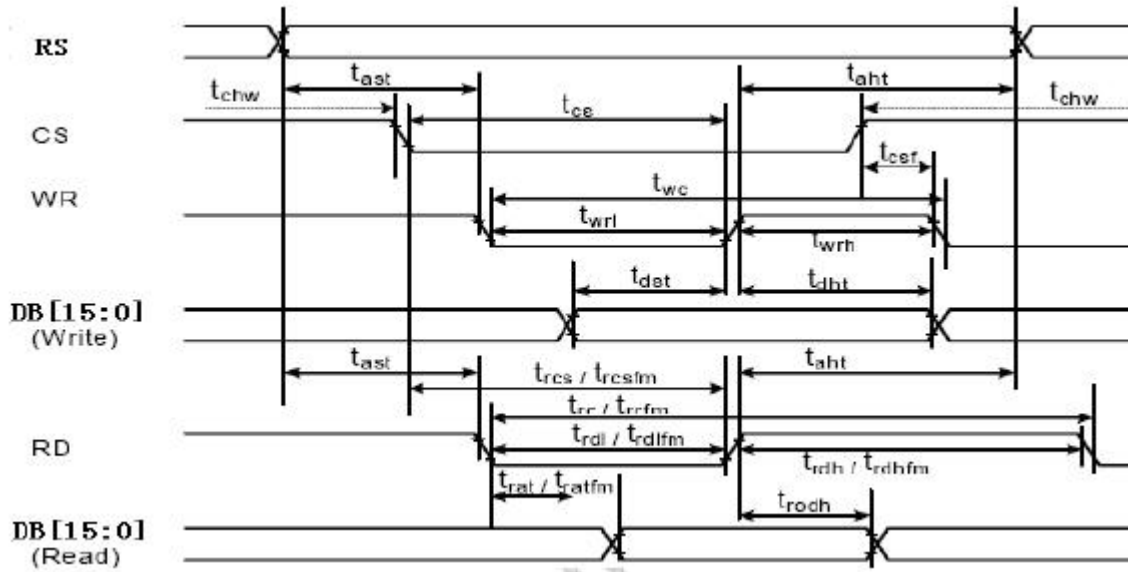 RS
t_ast
t_aht
t_chw
t_chw
CS
t_cs
t_csf
WR
t_wc
t_wrl
t_wrh
t_dst
t_dht
DB[15:0]
(Write)
t_ast
t_aht
t_rcs / t_rcsfm
t_rc / t_rcfm
RD
t_rdl / t_rdlfm
t_rdh / t_rdhfm
t_rat / t_ratfm
t_rodh
DB[15:0]
(Read)